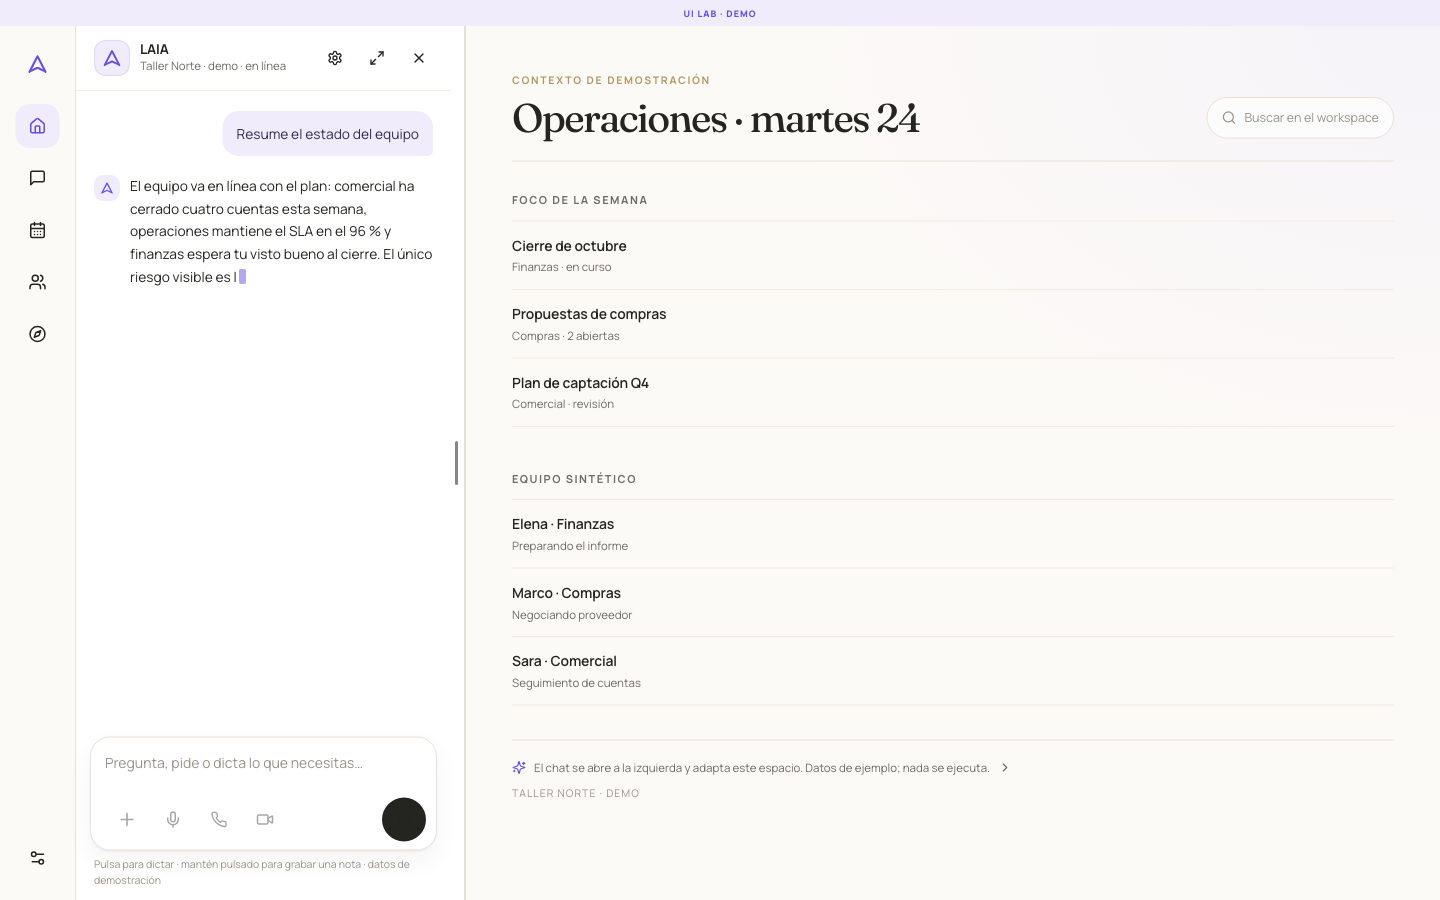 UI LAB · DEMO
LAIA
Taller Norte · demo · en línea
Resume el estado del equipo
El equipo va en línea con el plan: comercial ha
cerrado cuatro cuentas esta semana,
operaciones mantiene el SLA en el 96 % y
finanzas espera tu visto bueno al cierre. El único
riesgo visible es l
Pregunta, pide o dicta lo que necesitas…
Pulsa para dictar · mantén pulsado para grabar una nota · datos de
demostración
CONTEXTO DE DEMOSTRACIÓN
Operaciones · martes 24
Buscar en el workspace
FOCO DE LA SEMANA
Cierre de octubre
Finanzas · en curso
Propuestas de compras
Compras · 2 abiertas
Plan de captación Q4
Comercial · revisión
EQUIPO SINTÉTICO
Elena · Finanzas
Preparando el informe
Marco · Compras
Negociando proveedor
Sara · Comercial
Seguimiento de cuentas
El chat se abre a la izquierda y adapta este espacio. Datos de ejemplo; nada se ejecuta.
TALLER NORTE · DEMO